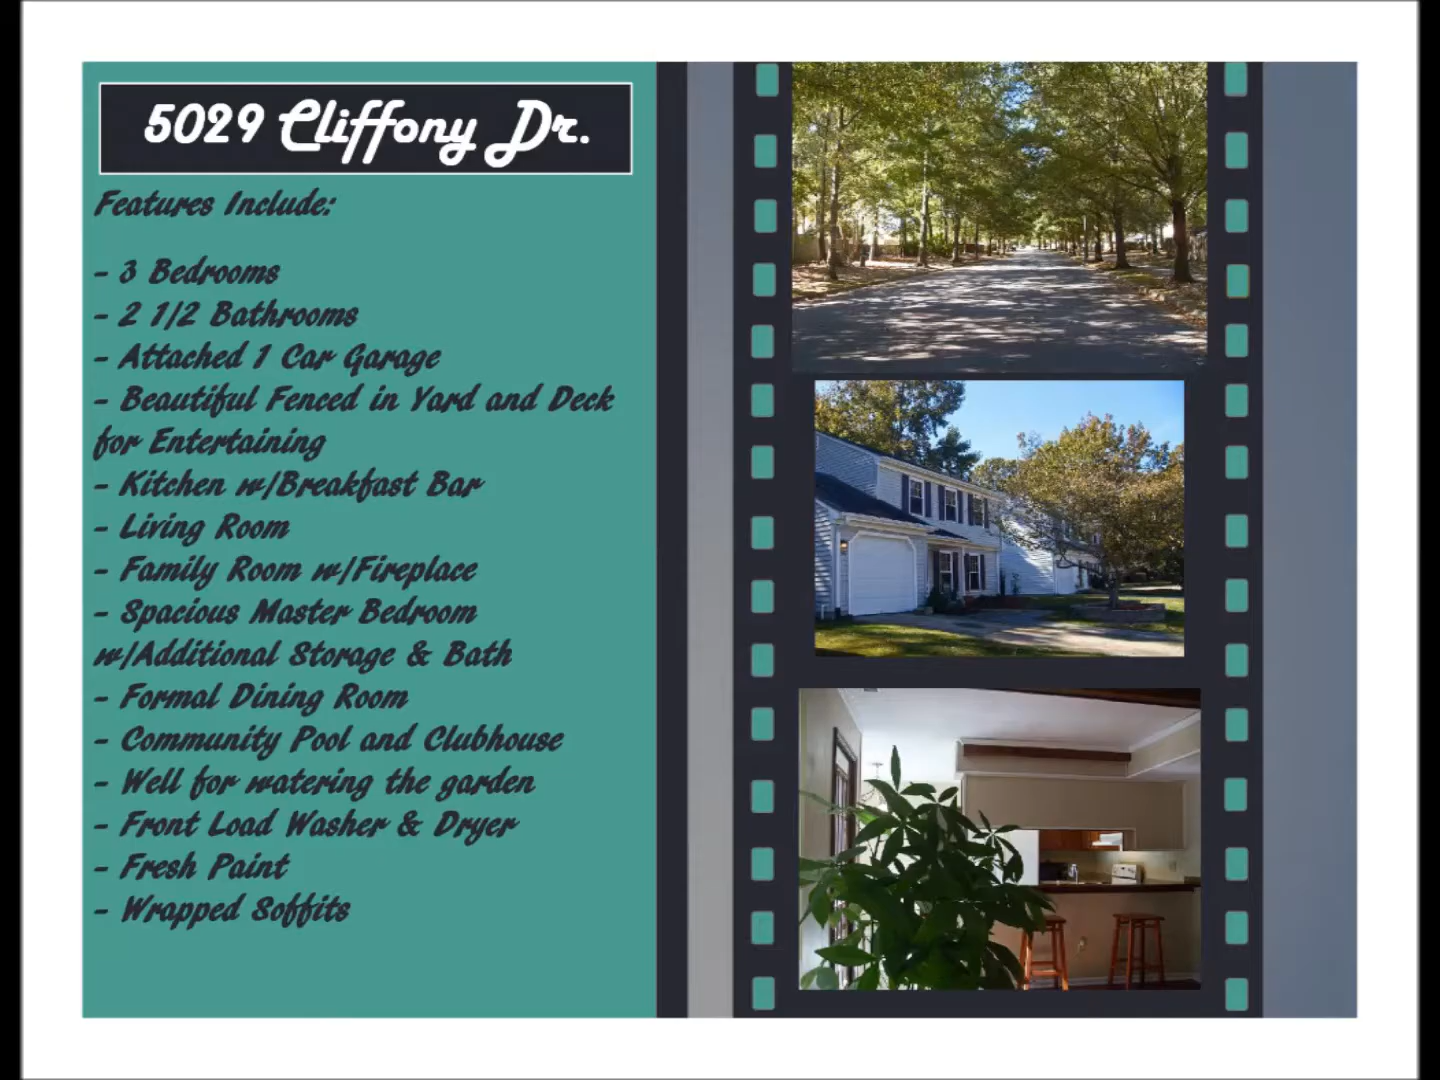 5029 Cliffony Dr.
Features Include:
- 3 Bedrooms
- 2 1/2 Bathrooms
- Attached 1 Car Garage
- Beautiful Fenced in Yard and Deck
for Entertaining
- Kitchen w/Breakfast Bar
- Living Room
- Family Room w/Fireplace
- Spacious Master Bedroom
w/Additional Storage & Bath
- Formal Dining Room
- Community Pool and Clubhouse
- Well for watering the garden
- Front Load Washer & Dryer
- Fresh Paint
- Wrapped Soffits